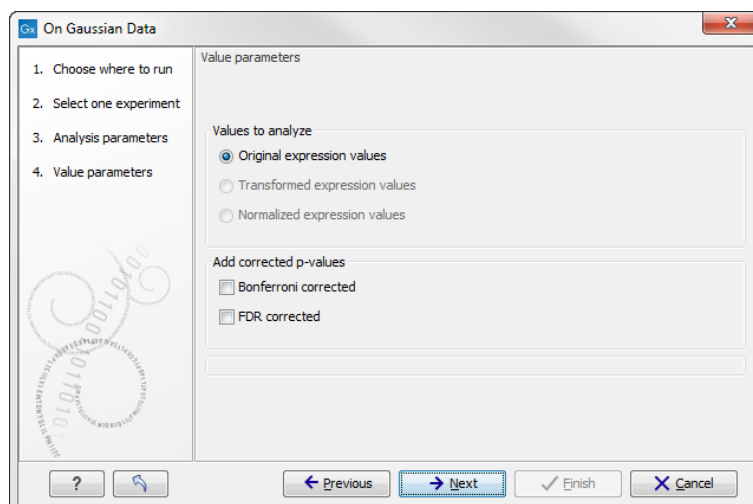 Gx On Gaussian Data
1. Choose where to run
2. Select one experiment
3. Analysis parameters
4. Value parameters
Value parameters
Values to analyze
Original expression values
Transformed expression values
Normalized expression values
Add corrected p-values
Bonferroni corrected
FDR corrected
?
Previous
Next
Finish
Cancel